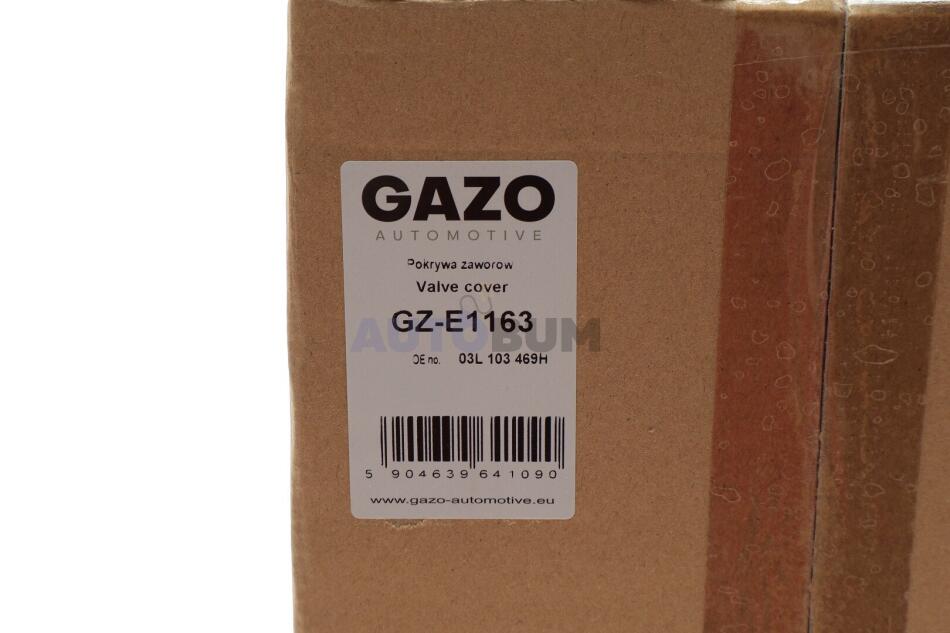 GAZO
AUTOMOTIVE
Pokrywa zaworow
Valve cover
GZ-E1163
AUTOBUM
OE no. 03L 103 469H
5 904639 641090
www.gazo-automotive.eu